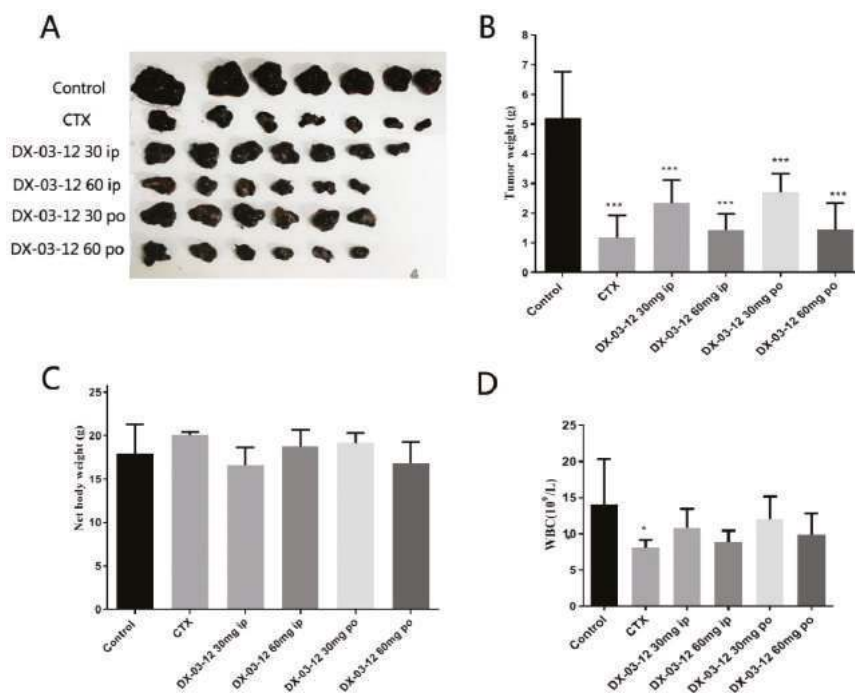 A
Control
CTX
DX-03-12 30 ip
DX-03-12 60 ip
DX-03-12 30 po
DX-03-12 60 po
4
B
Tumor weight (g)
8
7
6
5
4
3
2
1
0
***
***
***
***
***
Control
CTX
DX-03-12 30mg ip
DX-03-12 60mg ip
DX-03-12 30mg po
DX-03-12 60mg po
C
Net body weight (g)
25
20
15
10
5
0
Control
CTX
DX-03-12 30mg ip
DX-03-12 60mg ip
DX-03-12 30mg po
DX-03-12 60mg po
D
WBC(10⁹/L)
25
20
15
10
5
0
*
Control
CTX
DX-03-12 30mg ip
DX-03-12 60mg ip
DX-03-12 30mg po
DX-03-12 60mg po